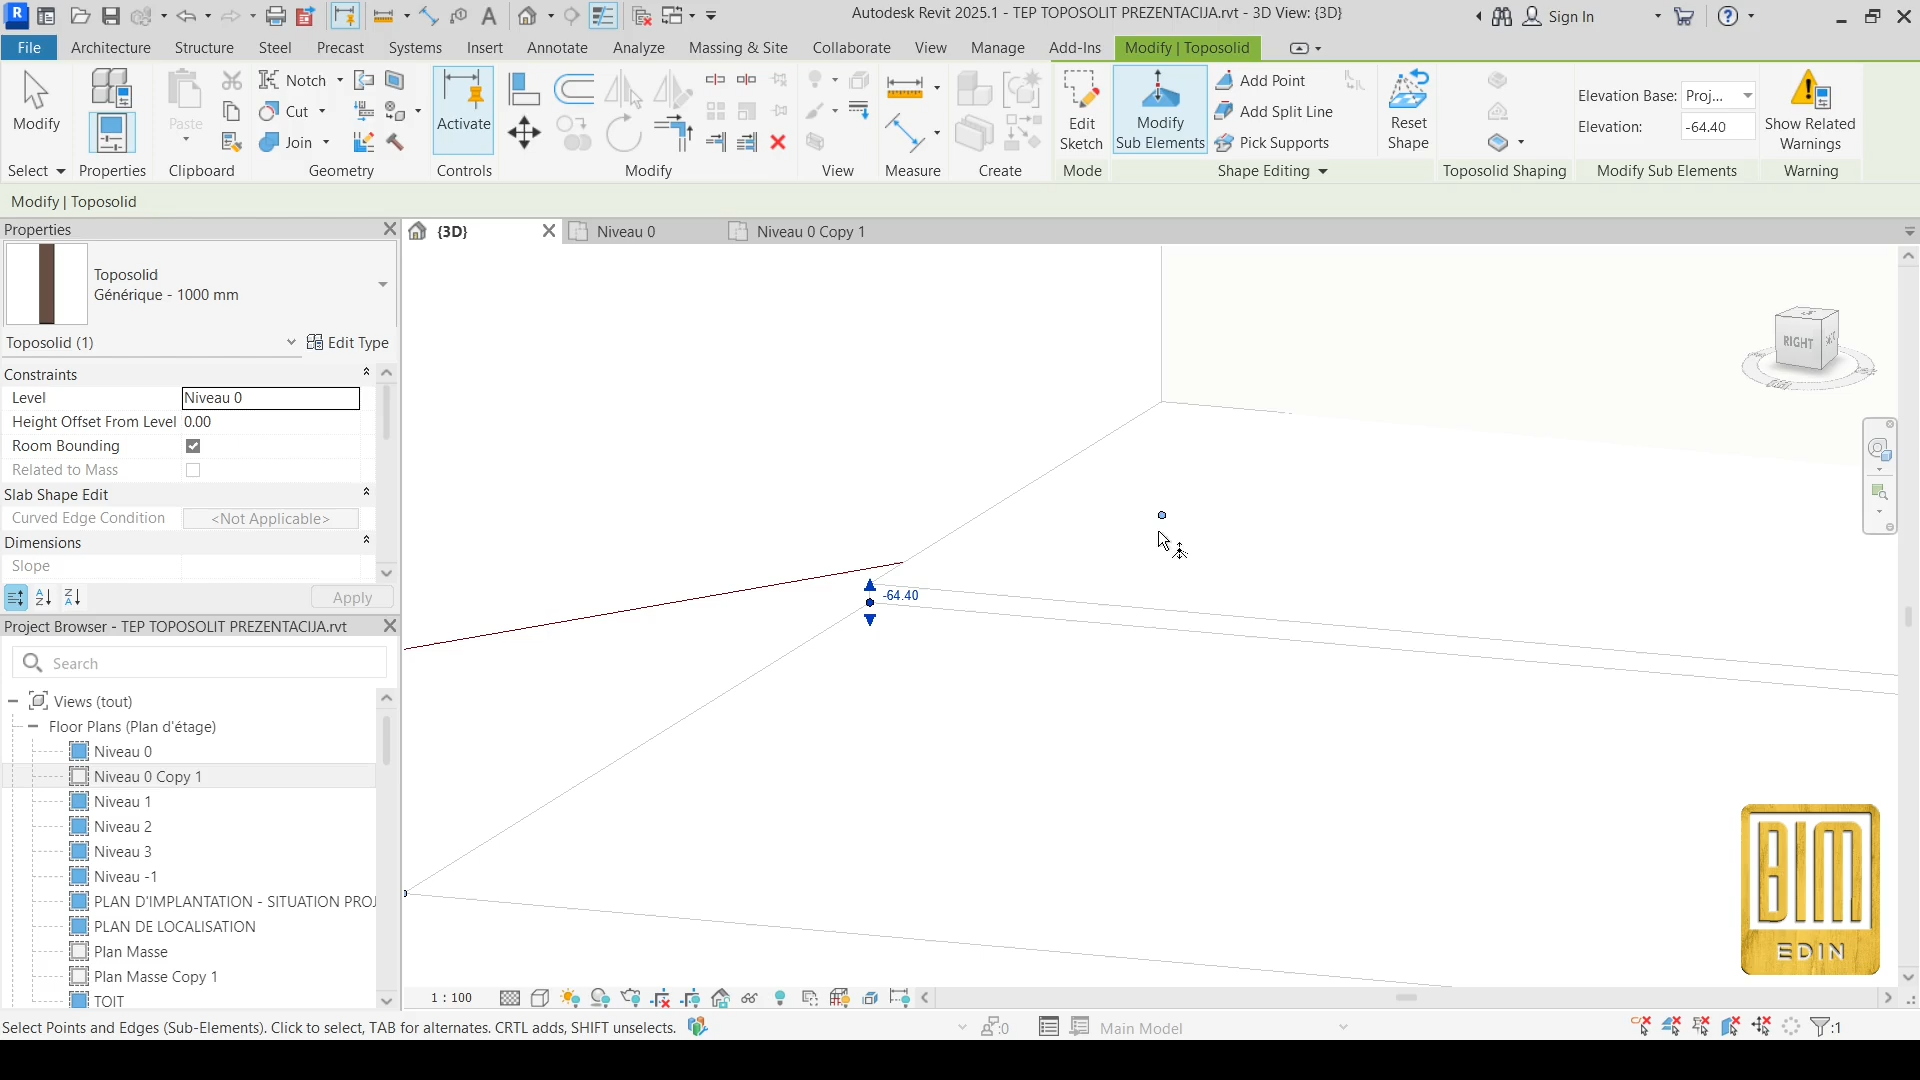 Autodesk Revit 2025.1 - TEP TOPOSOLIT PREZENTACIJA.rvt - 3D View: {3D}
Sign In
File Architecture Structure Steel Precast Systems Insert Annotate Analyze Massing & Site Collaborate View Manage Add-Ins Modify | Toposolid
Modify
Paste
Notch
Cut
Join
Activate
Edit Sketch
Modify Sub Elements
Add Point
Add Split Line
Pick Supports
Reset Shape
Elevation Base: Proj...
Elevation: -64.40
Show Related Warnings
Select Properties Clipboard Geometry Controls Modify View Measure Create Mode Shape Editing Toposolid Shaping Modify Sub Elements Warning
Modify | Toposolid
Properties
{3D} Niveau 0 Niveau 0 Copy 1
Toposolid
Générique - 1000 mm
Toposolid (1) Edit Type
Constraints
Level Niveau 0
Height Offset From Level 0.00
Room Bounding
Related to Mass
Slab Shape Edit
Curved Edge Condition <Not Applicable>
Dimensions
Slope
Apply
Project Browser - TEP TOPOSOLIT PREZENTACIJA.rvt
Search
Views (tout)
Floor Plans (Plan d'étage)
Niveau 0
Niveau 0 Copy 1
Niveau 1
Niveau 2
Niveau 3
Niveau -1
PLAN D'IMPLANTATION - SITUATION PROJ
PLAN DE LOCALISATION
Plan Masse
Plan Masse Copy 1
TOIT
-64.40
RIGHT
BIM
EDIN
1 : 100
Select Points and Edges (Sub-Elements). Click to select, TAB for alternates. CRTL adds, SHIFT unselects.
:0
Main Model
:1